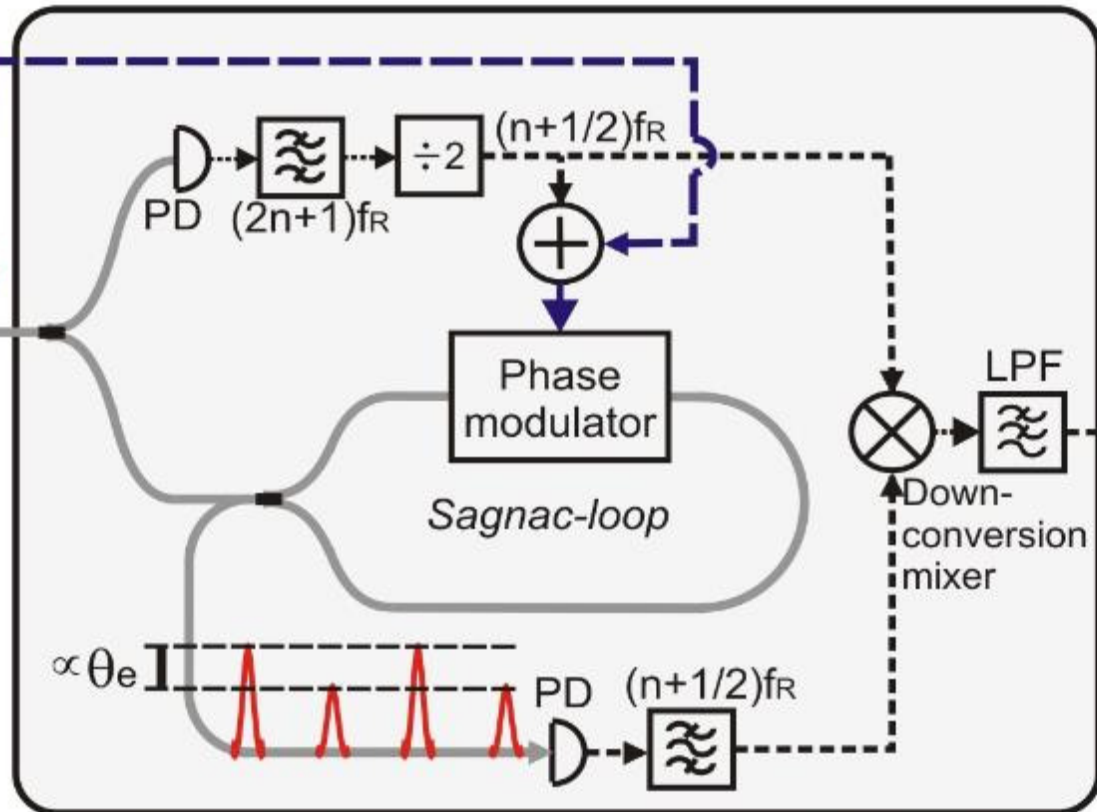 (n+1/2)fR
÷2
PD
(2n+1)fR
Phase
modulator
LPF
Sagnac-loop
Down-
conversion
mixer
∝θe
PD
(n+1/2)fR